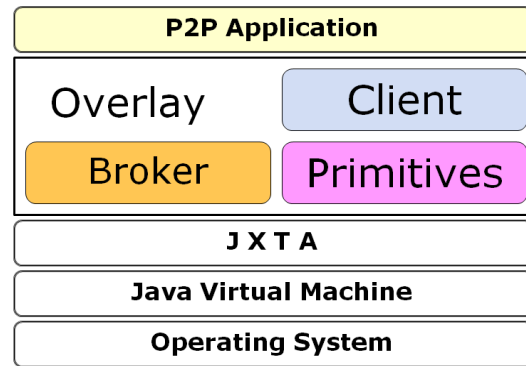 P2P Application
Overlay
Client
Broker
Primitives
J X T A
Java Virtual Machine
Operating System